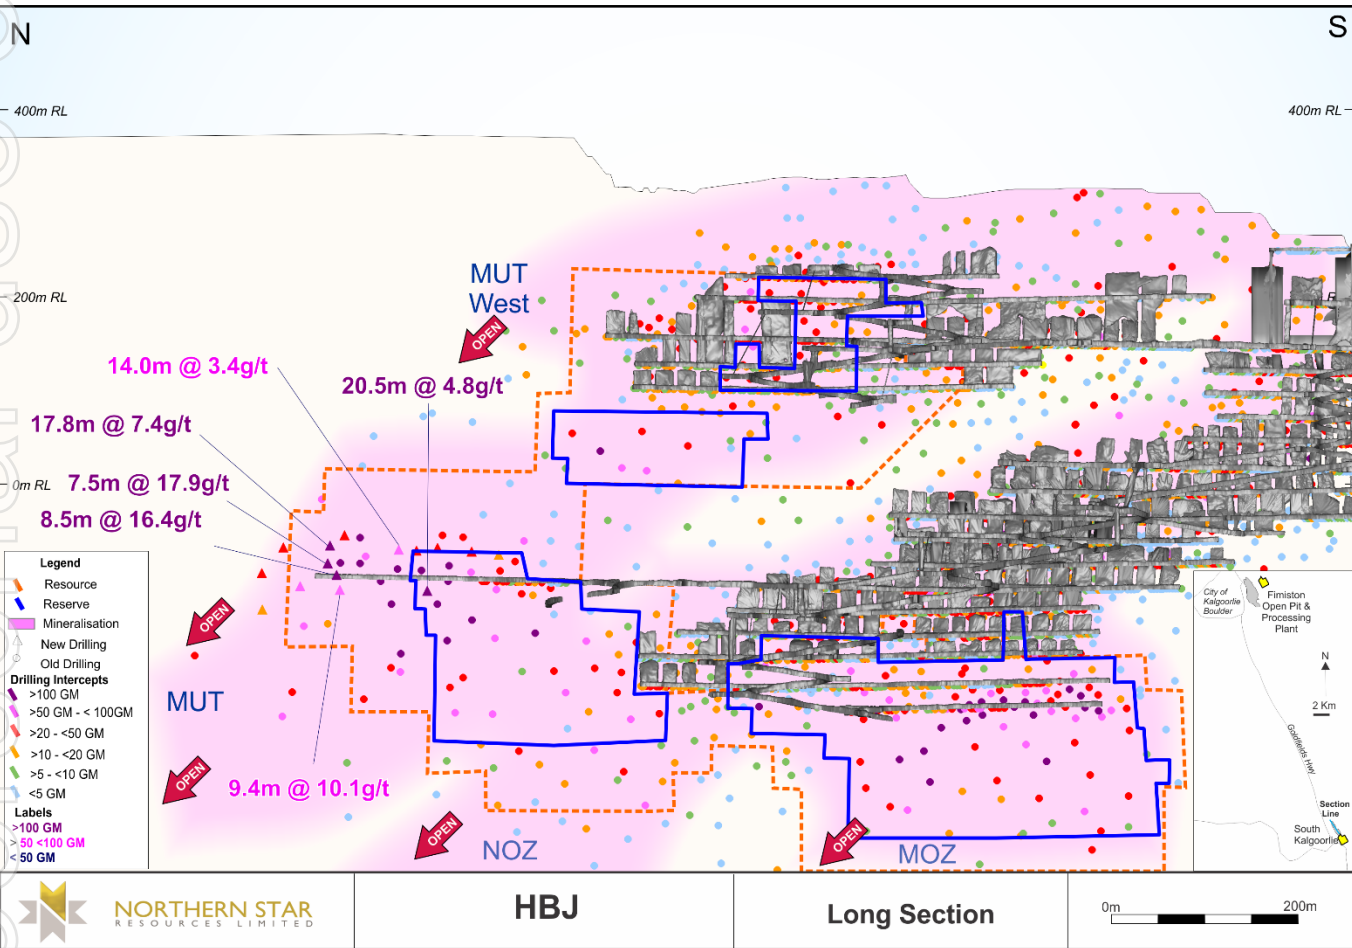 N
S
400m RL
400m RL
MUT
West
200m RL
OPEN
14.0m @ 3.4g/t
20.5m @ 4.8g/t
17.8m @ 7.4g/t
7.5m @ 17.9g/t
0m RL
8.5m @ 16.4g/t
Legend
Resource
Reserve
Mineralisation
New Drilling
Old Drilling
Drilling Intercepts
>100 GM
>50 GM - < 100GM
>20 - <50 GM
>10 - <20 GM
>5 - <10 GM
<5 GM
Labels
>100 GM
> 50 <100 GM
< 50 GM
OPEN
MUT
OPEN
9.4m @ 10.1g/t
OPEN
NOZ
OPEN
MOZ
City of
Kalgoorlie
Boulder
Fimiston
Open Pit &
Processing
Plant
N
2 Km
Goldfields Hwy
Section
Line
South
Kalgoorlie
NORTHERN STAR
RESOURCES LIMITED
HBJ
Long Section
0m
200m